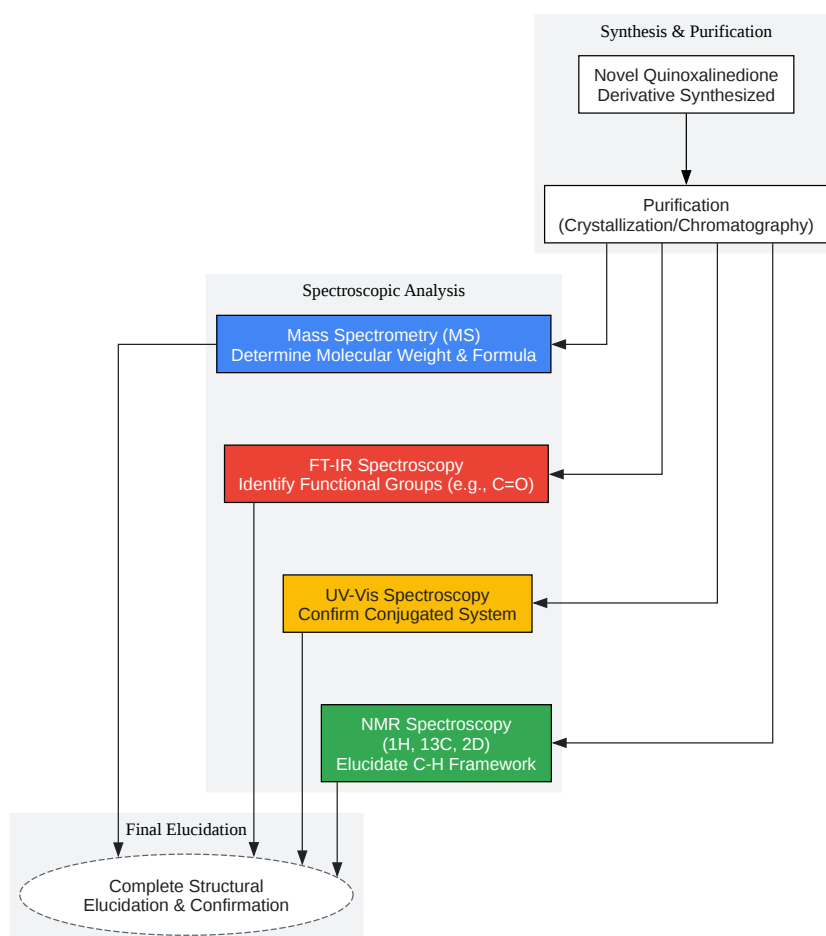 Synthesis & Purification
Novel Quinoxalinedione
Derivative Synthesized
Purification
(Crystallization/Chromatography)
Spectroscopic Analysis
Mass Spectrometry (MS)
Determine Molecular Weight & Formula
FT-IR Spectroscopy
Identify Functional Groups (e.g., C=O)
UV-Vis Spectroscopy
Confirm Conjugated System
NMR Spectroscopy
(1H, 13C, 2D)
Elucidate C-H Framework
Final Elucidation
Complete Structural
Elucidation & Confirmation